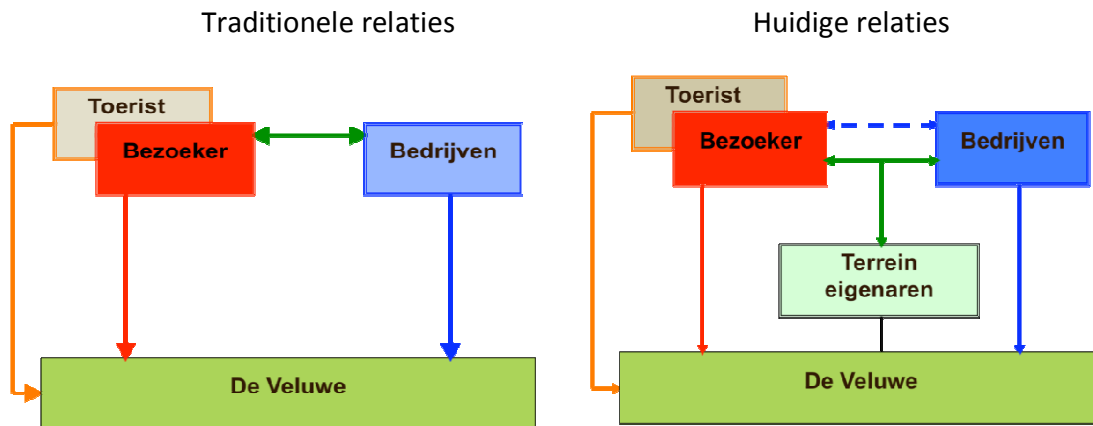 Traditionele relaties
Toerist
Bezoeker
Bedrijven
De Veluwe
Huidige relaties
Toerist
Bezoeker
Bedrijven
Terrein
eigenaren
De Veluwe